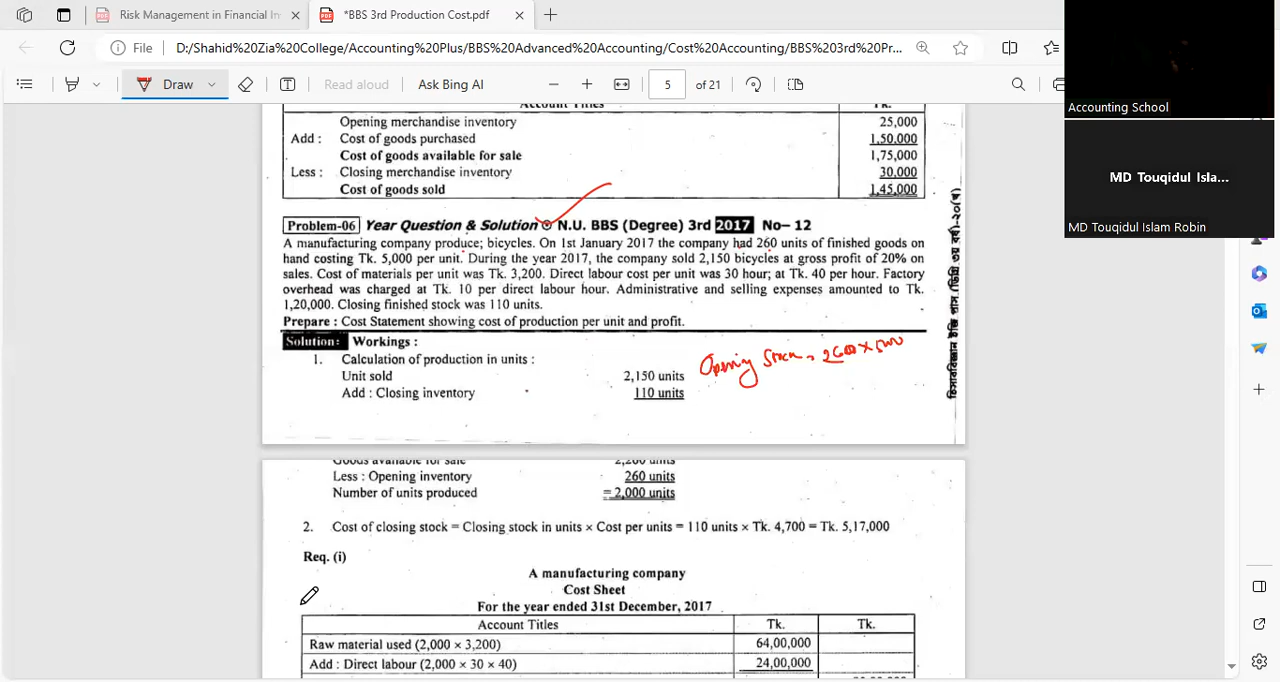 Risk Management in Financial In
*BBS 3rd Production Cost.pdf
File
D:/Shahid%20Zia%20College/Accounting%20Plus/BBS%20Advanced%20Accounting/Cost%20Accounting/BBS%203rd%20Pr...
Draw
Read aloud
Ask Bing AI
5
of 21
Accounting School
MD Touqidul Isla...
MD Touqidul Islam Robin
Account Titles Tk.
Opening merchandise inventory 25,000
Add : Cost of goods purchased 1,50,000
Cost of goods available for sale 1,75,000
Less : Closing merchandise inventory 30,000
Cost of goods sold 1,45,000
Problem-06 Year Question & Solution N.U. BBS (Degree) 3rd 2017 No– 12
A manufacturing company produce; bicycles. On 1st January 2017 the company had 260 units of finished goods on
hand costing Tk. 5,000 per unit. During the year 2017, the company sold 2,150 bicycles at gross profit of 20% on
sales. Cost of materials per unit was Tk. 3,200. Direct labour cost per unit was 30 hour; at Tk. 40 per hour. Factory
overhead was charged at Tk. 10 per direct labour hour. Administrative and selling expenses amounted to Tk.
1,20,000. Closing finished stock was 110 units.
Prepare : Cost Statement showing cost of production per unit and profit.
Solution: Workings :
1. Calculation of production in units :
Unit sold 2,150 units
Add : Closing inventory 110 units
Opening Stock =
Goods available for sale 2,260 units
Less : Opening inventory 260 units
Number of units produced = 2,000 units
2. Cost of closing stock = Closing stock in units × Cost per units = 110 units × Tk. 4,700 = Tk. 5,17,000
Req. (i)
A manufacturing company
Cost Sheet
For the year ended 31st December, 2017
Account Titles Tk. Tk.
Raw material used (2,000 × 3,200) 64,00,000
Add : Direct labour (2,000 × 30 × 40) 24,00,000